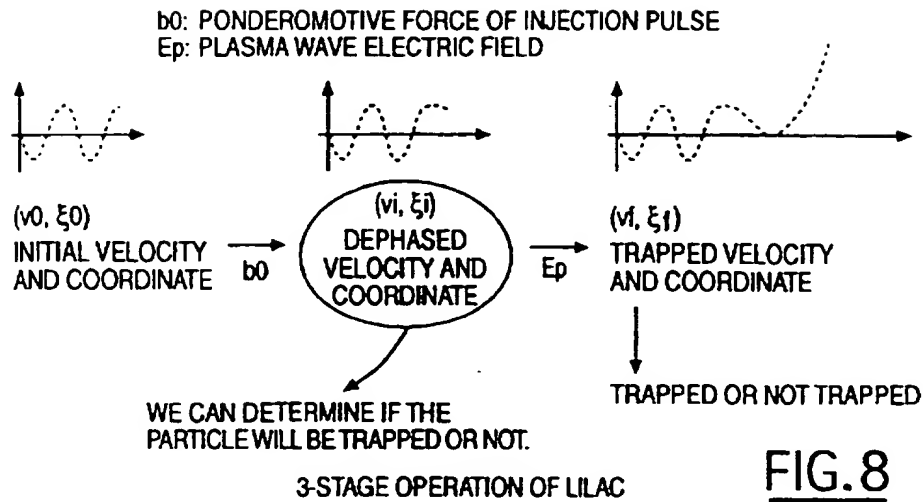 b0: PONDEROMOTIVE FORCE OF INJECTION PULSE
Ep: PLASMA WAVE ELECTRIC FIELD
(v0, ξ0)
INITIAL VELOCITY
AND COORDINATE
b0
(vi, ξi)
DEPHASED
VELOCITY AND
COORDINATE
Ep
(vf, ξf)
TRAPPED VELOCITY
AND COORDINATE
WE CAN DETERMINE IF THE
PARTICLE WILL BE TRAPPED OR NOT.
TRAPPED OR NOT TRAPPED
3-STAGE OPERATION OF LILAC
FIG. 8